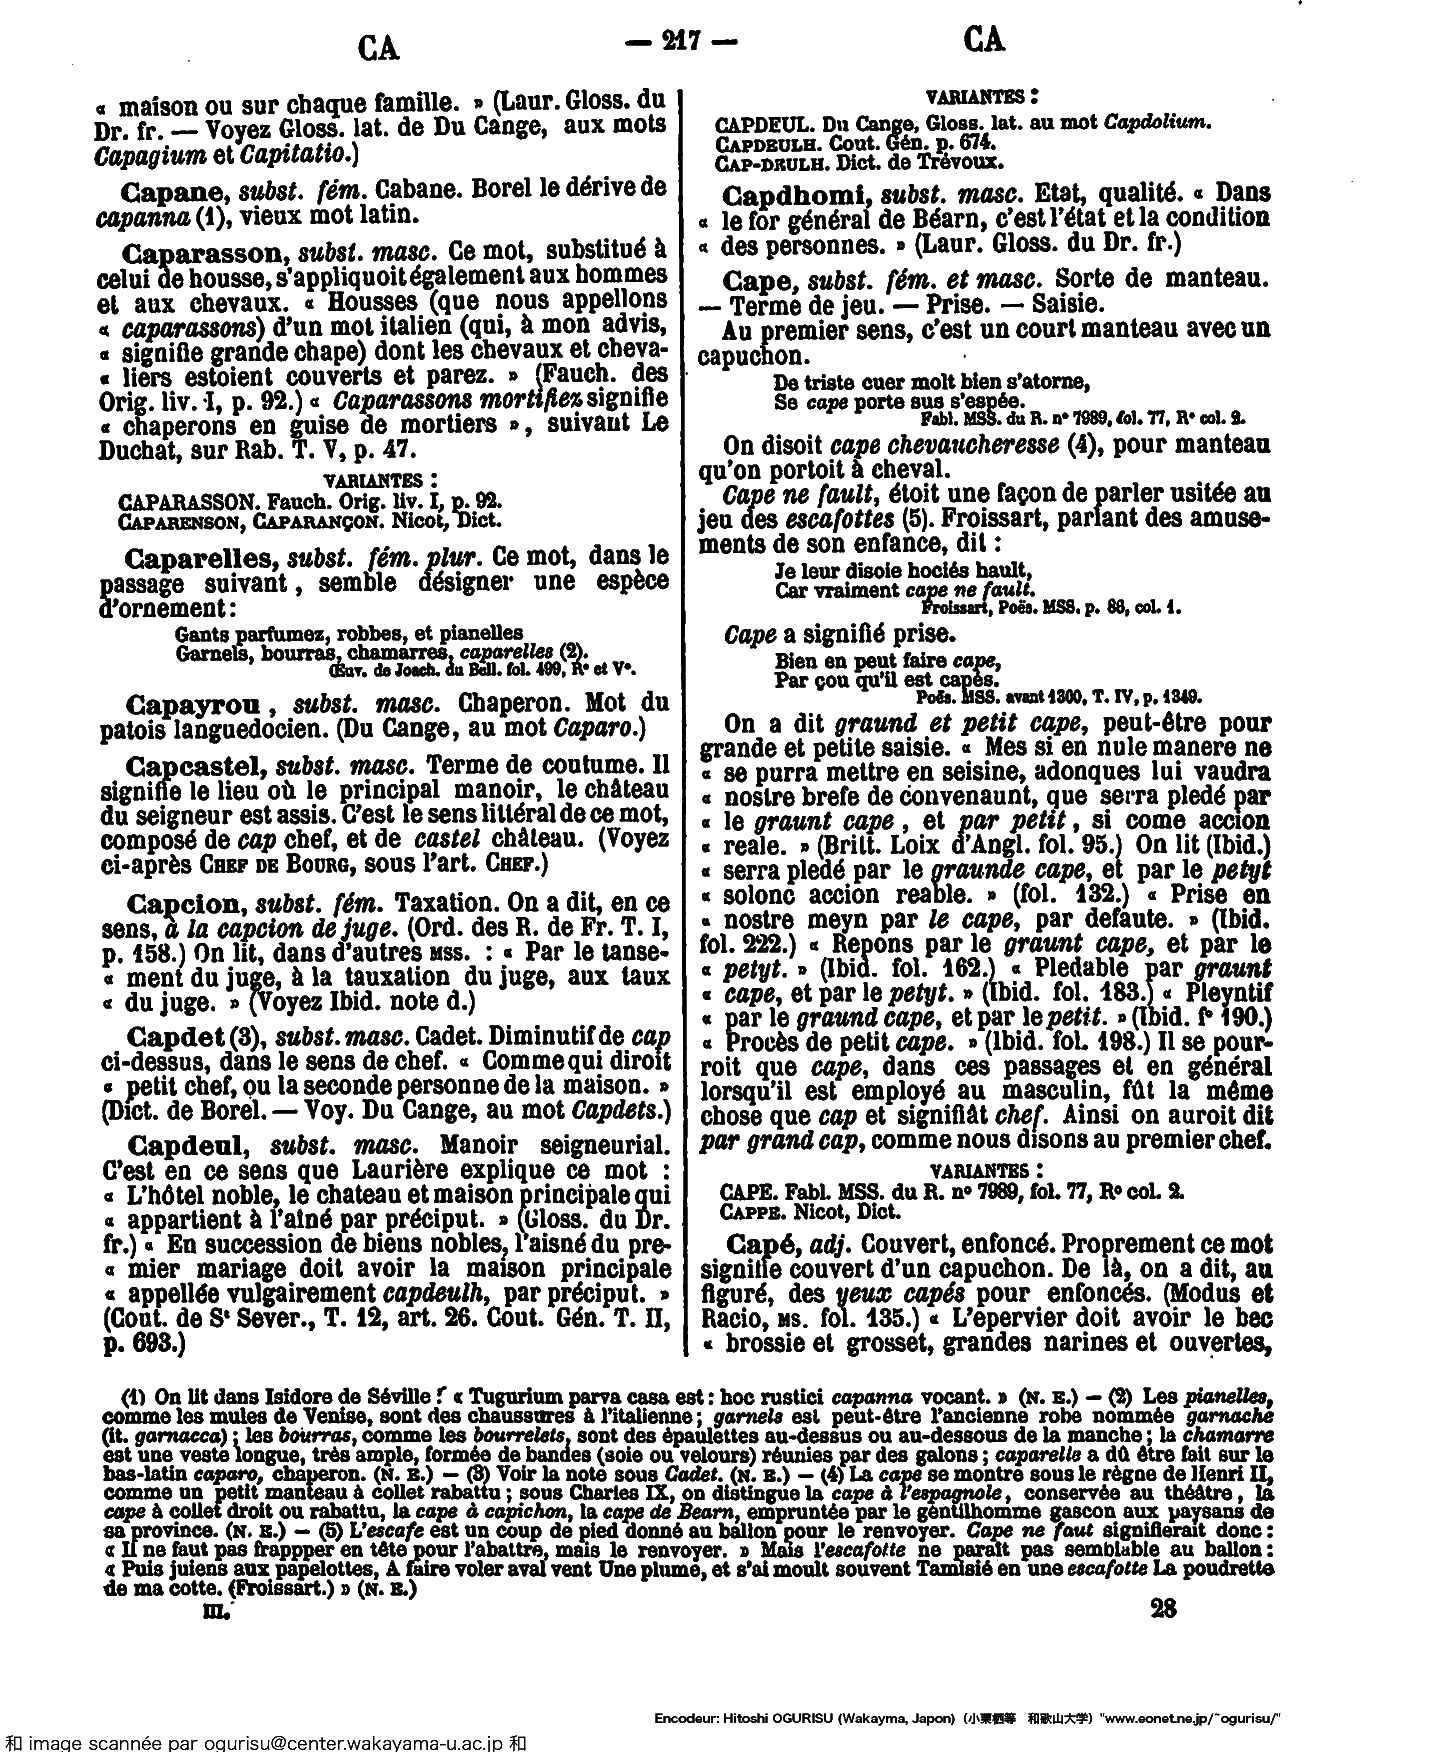 CA
— 217 —
CA
« maison ou sur chaque famille. » (Laur. Gloss. du
Dr. fr. — Voyez Gloss. lat. de Du Cange, aux mots
Capagium et Capitatio.)
Capane, subst. fém. Cabane. Borel le dérive de
capanna (1), vieux mot latin.
Caparasson, subst. masc. Ce mot, substitué à
celui de housse, s'appliquoit également aux hommes
et aux chevaux. « Housses (que nous appellons
« caparassons) d'un mot italien (qui, à mon advis,
« signifie grande chape) dont les chevaux et cheva-
« liers estoient couverts et parez. » (Fauch. des
Orig. liv. I, p. 92.) « Caparassons mortifiez signifie
« chaperons en guise de mortiers », suivant Le
Duchat, sur Rab. T. V, p. 47.
VARIANTES :
CAPARASSON. Fauch. Orig. liv. I, p. 92.
CAPARENSON, CAPARANÇON. Nicot, Dict.
Caparelles, subst. fém. plur. Ce mot, dans le
passage suivant, semble désigner une espèce
d'ornement :
Gants parfumez, robbes, et pianelles
Garnels, bourras, chamarres, caparelles (2).
Œuv. de Joach. du Bell. fol. 499, R° et V°.
Capayrou, subst. masc. Chaperon. Mot du
patois languedocien. (Du Cange, au mot Caparo.)
Capcastel, subst. masc. Terme de coutume. Il
signifie le lieu où le principal manoir, le château
du seigneur est assis. C'est le sens littéral de ce mot,
composé de cap chef, et de castel château. (Voyez
ci-après CHEF DE BOURG, sous l'art. CHEF.)
Capcion, subst. fém. Taxation. On a dit, en ce
sens, à la capcion de juge. (Ord. des R. de Fr. T. I,
p. 158.) On lit, dans d'autres MSS. : « Par le tanse-
« ment du juge, à la tauxation du juge, aux taux
« du juge. » (Voyez Ibid. note d.)
Capdet (3), subst. masc. Cadet. Diminutif de cap
ci-dessus, dans le sens de chef. « Comme qui diroit
« petit chef, ou la seconde personne de la maison. »
(Dict. de Borel. — Voy. Du Cange, au mot Capdets.)
Capdeul, subst. masc. Manoir seigneurial.
C'est en ce sens que Laurière explique ce mot :
« L'hôtel noble, le chateau et maison principale qui
« appartient à l'aîné par préciput. » (Gloss. du Dr.
fr.) « En succession de biens nobles, l'aisné du pre-
« mier mariage doit avoir la maison principale
« appellée vulgairement capdeulh, par préciput. »
(Cout. de St Sever., T. 12, art. 26. Cout. Gén. T. II,
p. 693.)
VARIANTES :
CAPDEUL. Du Cange, Gloss. lat. au mot Capdolium.
CAPDEULH. Cout. Gén. p. 674.
CAP-DRULH. Dict. de Trévoux.
Capdhomi, subst. masc. Etat, qualité. « Dans
« le for général de Béarn, c'est l'état et la condition
« des personnes. » (Laur. Gloss. du Dr. fr.)
Cape, subst. fém. et masc. Sorte de manteau.
— Terme de jeu. — Prise. — Saisie.
Au premier sens, c'est un court manteau avec un
capuchon.
De triste cuer molt bien s'atorne,
Se cape porte sus s'espée.
Fabl. MSS. du R. n° 7989, fol. 77, R° col. 2.
On disoit cape chevaucheresse (4), pour manteau
qu'on portoit à cheval.
Cape ne fault, étoit une façon de parler usitée au
jeu des escafottes (5). Froissart, parlant des amuse-
ments de son enfance, dit :
Je leur disoie hociés hault,
Car vraiment cape ne fault.
Froissart, Poës. MSS. p. 86, col. 1.
Cape a signifié prise.
Bien en peut faire cape,
Par çou qu'il est capés.
Poës. MSS. avant 1300, T. IV, p. 1349.
On a dit graund et petit cape, peut-être pour
grande et petite saisie. « Mes si en nule manere ne
« se purra mettre en seisine, adonques lui vaudra
« nostre brefe de convenaunt, que serra pledé par
« le graunt cape, et par petit, si come accion
« reale. » (Britt. Loix d'Angl. fol. 95.) On lit (Ibid.)
« serra pledé par le graunde cape, et par le petyt
« solonc accion reable. » (fol. 132.) « Prise en
« nostre meyn par le cape, par defaute. » (Ibid.
fol. 222.) « Repons par le graunt cape, et par le
« petyt. » (Ibid. fol. 162.) « Pledable par graunt
« cape, et par le petyt. » (Ibid. fol. 183.) « Pleyntif
« par le graund cape, et par le petit. » (Ibid. f° 190.)
« Procès de petit cape. » (Ibid. fol. 198.) Il se pour-
roit que cape, dans ces passages et en général
lorsqu'il est employé au masculin, fût la même
chose que cap et signifiât chef. Ainsi on auroit dit
par grand cap, comme nous disons au premier chef.
VARIANTES :
CAPE. Fabl. MSS. du R. n° 7989, fol. 77, R° col. 2.
CAPPE. Nicot, Dict.
Capé, adj. Couvert, enfoncé. Proprement ce mot
signifie couvert d'un capuchon. De là, on a dit, au
figuré, des yeux capés pour enfoncés. (Modus et
Racio, MS. fol. 135.) « L'epervier doit avoir le bec
« brossie et grosset, grandes narines et ouvertes,
(1) On lit dans Isidore de Séville : « Tugurium parva casa est : hoc rustici capanna vocant. » (N. E.) — (2) Les pianelles,
comme les mules de Venise, sont des chaussures à l'italienne ; garnels est peut-être l'ancienne robe nommée garnache
(it. garnacca) ; les bourras, comme les bourrelets, sont des épaulettes au-dessus ou au-dessous de la manche ; la chamarre
est une veste longue, très ample, formée de bandes (soie ou velours) réunies par des galons ; caparelle a dû être fait sur le
bas-latin caparo, chaperon. (N. E.) — (3) Voir la note sous Cadet. (N. E.) — (4) La cape se montre sous le règne de Henri II,
comme un petit manteau à collet rabattu ; sous Charles IX, on distingue la cape à l'espagnole, conservée au théâtre, la
cape à collet droit ou rabattu, la cape à capichon, la cape de Bearn, empruntée par le gentilhomme gascon aux paysans de
sa province. (N. E.) — (5) L'escafe est un coup de pied donné au ballon pour le renvoyer. Cape ne faut signifierait donc :
« Il ne faut pas frappper en tête pour l'abattre, mais le renvoyer. » Mais l'escafotte ne paraît pas semblable au ballon :
« Puis juiens aux papelottes, A faire voler aval vent Une plume, et s'ai moult souvent Tamisié en une escafotte La poudrette
de ma cotte. (Froissart.) » (N. E.)
III.
28
Encodeur: Hitoshi OGURISU (Wakayma, Japon) (小栗栖等 和歌山大学) "www.eonet.ne.jp/~ogurisu/"
和 image scannée par ogurisu@center.wakayama-u.ac.jp 和